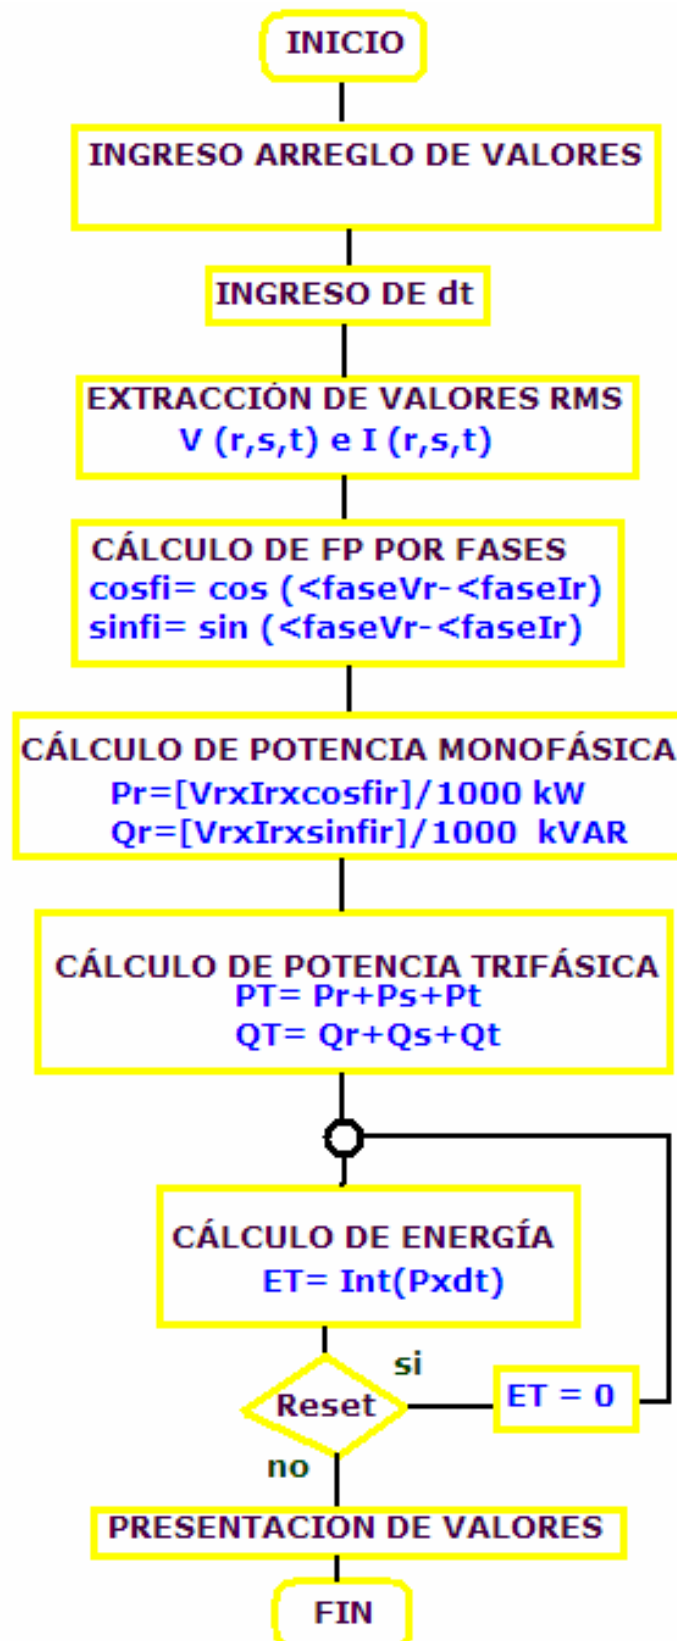 INICIO
INGRESO ARREGLO DE VALORES
INGRESO DE dt
EXTRACCIÓN DE VALORES RMS
V (r,s,t) e I (r,s,t)
CÁLCULO DE FP POR FASES
cosfi= cos (<faseVr-<faseIr)
sinfi= sin (<faseVr-<faseIr)
CÁLCULO DE POTENCIA MONOFÁSICA
Pr=[VrxIrxcosfir]/1000 kW
Qr=[VrxIrxsinfir]/1000 kVAR
CÁLCULO DE POTENCIA TRIFÁSICA
PT= Pr+Ps+Pt
QT= Qr+Qs+Qt
CÁLCULO DE ENERGÍA
ET= Int(Pxdt)
si
Reset
ET = 0
no
PRESENTACION DE VALORES
FIN